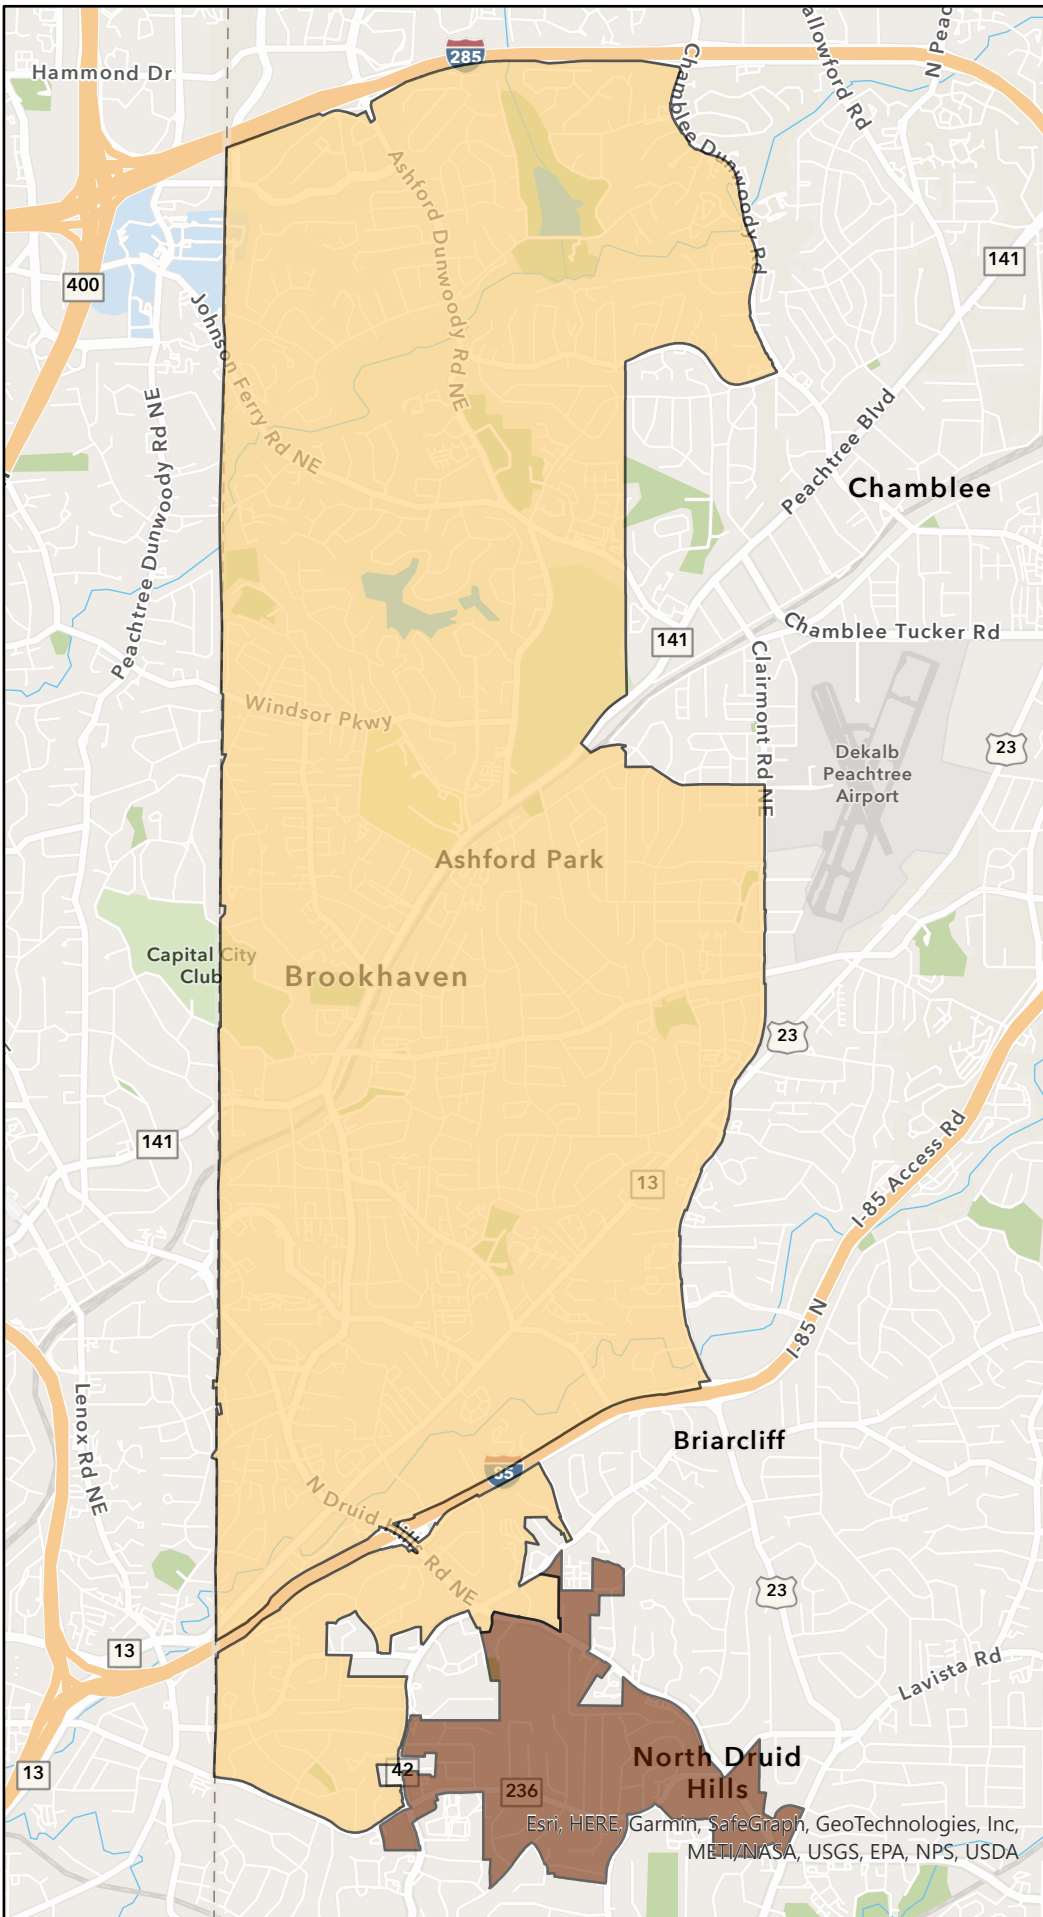 285
Hammond Dr
Chamblee Dunwoody Rd
allowford Rd
N Peac
Ashford Dunwoody Rd NE
141
400
Johnson Ferry Rd NE
Peachtree Dunwoody Rd NE
Peachtree Blvd
Chamblee
141
Chamblee Tucker Rd
Clairmont Rd NE
Windsor Pkwy
Dekalb
Peachtree
Airport
23
Ashford Park
Capital City
Club
Brookhaven
23
141
13
I-85 Access Rd
I-85 N
Lenox Rd NE
Briarcliff
85
N Druid Hills Rd NE
23
13
Lavista Rd
13
42
236
North Druid
Hills
Esri, HERE, Garmin, SafeGraph, GeoTechnologies, Inc,
METI/NASA, USGS, EPA, NPS, USDA